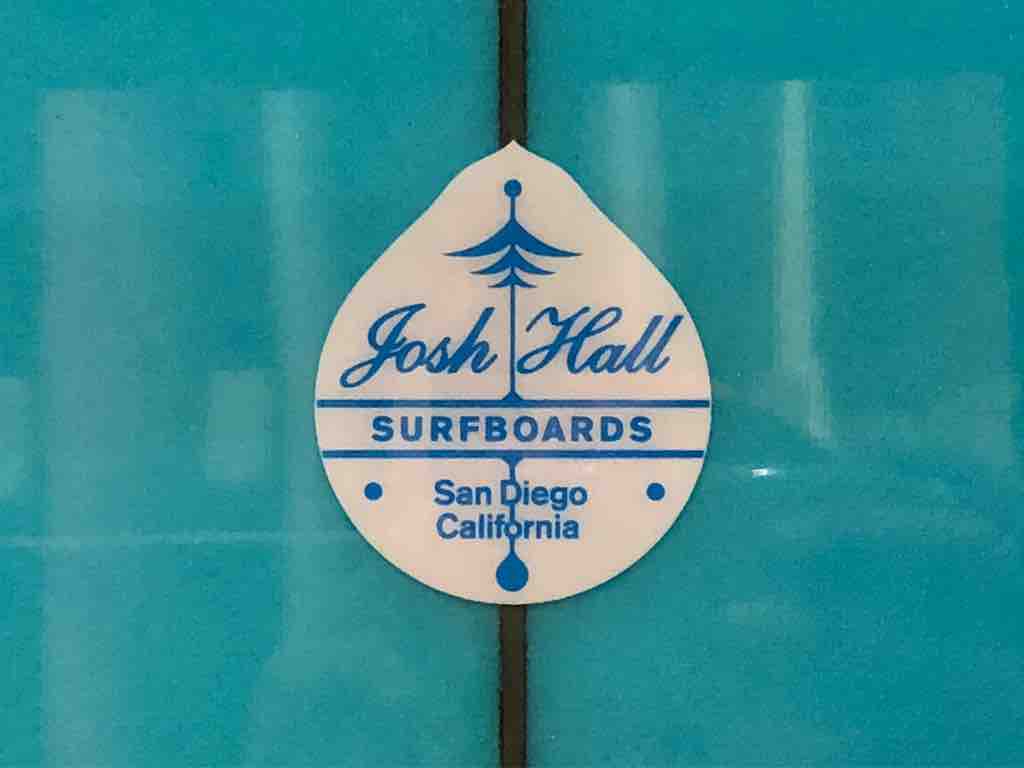 Josh Hall
SURFBOARDS
San Diego
California